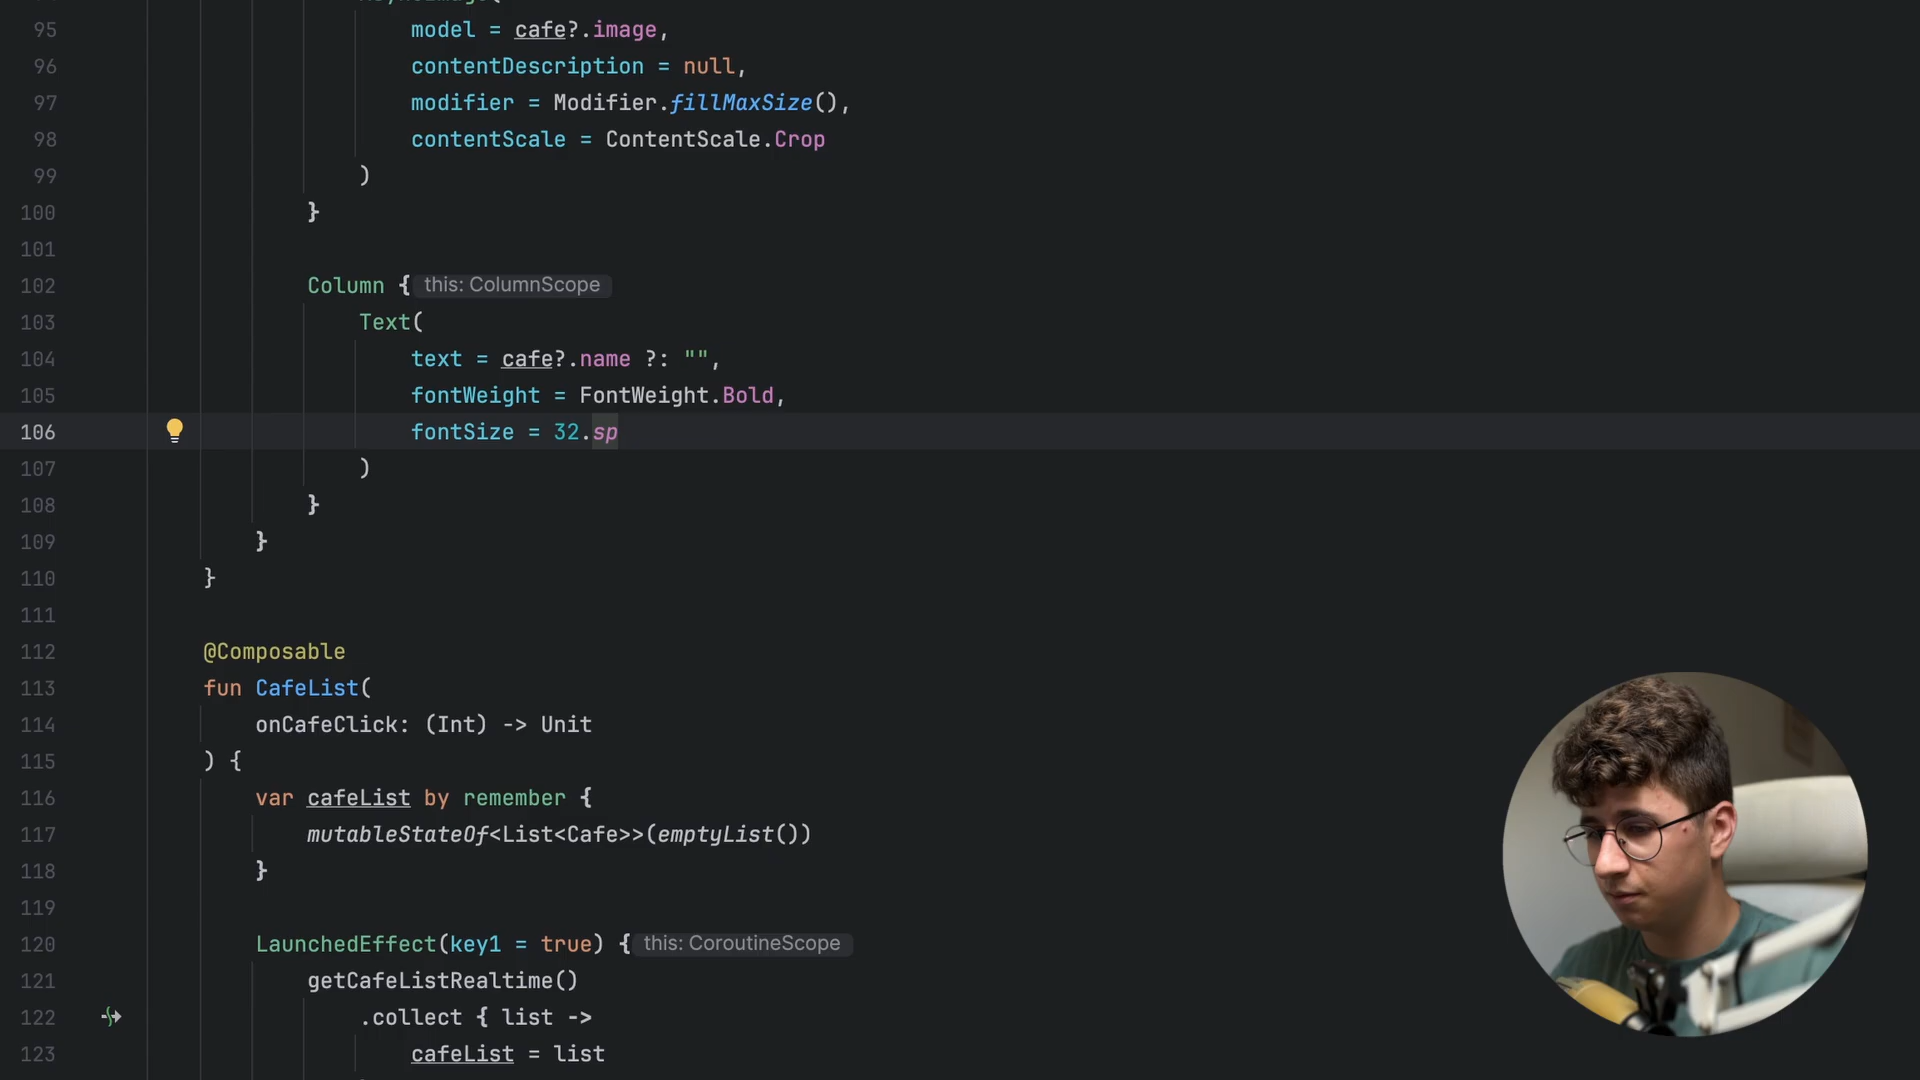 95 model = cafe?.image,
96 contentDescription = null,
97 modifier = Modifier.fillMaxSize(),
98 contentScale = ContentScale.Crop
99 )
100 }
101
102 Column { this: ColumnScope
103 Text(
104 text = cafe?.name ?: "",
105 fontWeight = FontWeight.Bold,
106 fontSize = 32.sp
107 )
108 }
109 }
110 }
111
112 @Composable
113 fun CafeList(
114 onCafeClick: (Int) -> Unit
115 ) {
116 var cafeList by remember {
117 mutableStateOf<List<Cafe>>(emptyList())
118 }
119
120 LaunchedEffect(key1 = true) { this: CoroutineScope
121 getCafeListRealtime()
122 .collect { list ->
123 cafeList = list